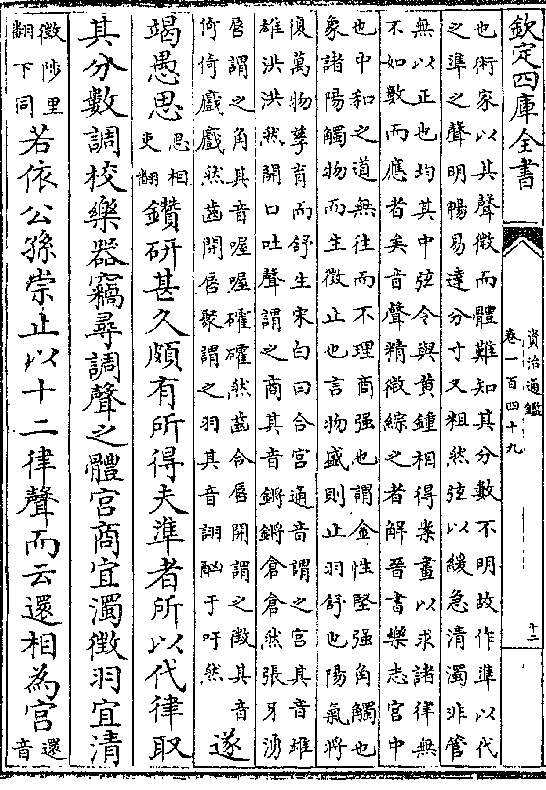 欽定四庫全書
資治通鑑
卷一百四十九
十二
也術家以其聲微而體難知其分數不明故作準以代
之準之聲明暢易達分寸又粗然弦以緩急清濁非管
無以正也均其中弦令與黄鍾相得案畫以求諸律無
不如數而應者矣音聲精微綜之者解晉書樂志宫中
也中和之道無往而不理商强也謂金性堅强角觸也
象諸陽觸物而生徵止也言物盛則止羽舒也陽氣將
復萬物孳育而舒生宋白曰合宫通音謂之宫其音雄
雄洪洪然開口吐聲謂之商其音鏘鏘倉倉然張牙湧
唇謂之角其音喔喔礭礭然齒合唇開謂之徵其音
倚倚戲戲然齒開唇聚謂之羽其音詡酗于吁然
遂
竭愚思思相吏翻鑽研甚久頗有所得夫準者所以代律取
其分數調校樂器竊尋調聲之體宫商宜濁徵羽宜清
徵陟里翻下同若依公孫崇止以十二律聲而云還相為宫還音